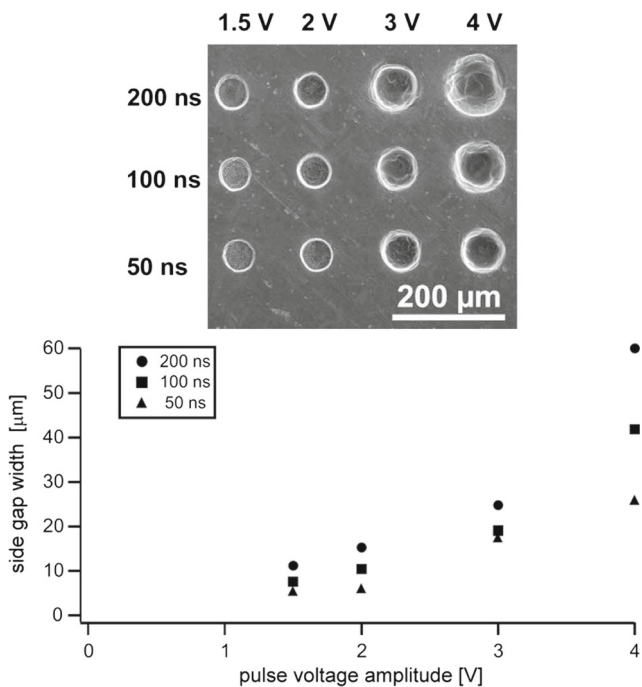 1.5 V 2 V 3 V 4 V
200 ns
100 ns
50 ns
200 µm
60
50
40
30
20
10
0
side gap width [µm]
200 ns
100 ns
50 ns
0 1 2 3 4
pulse voltage amplitude [V]